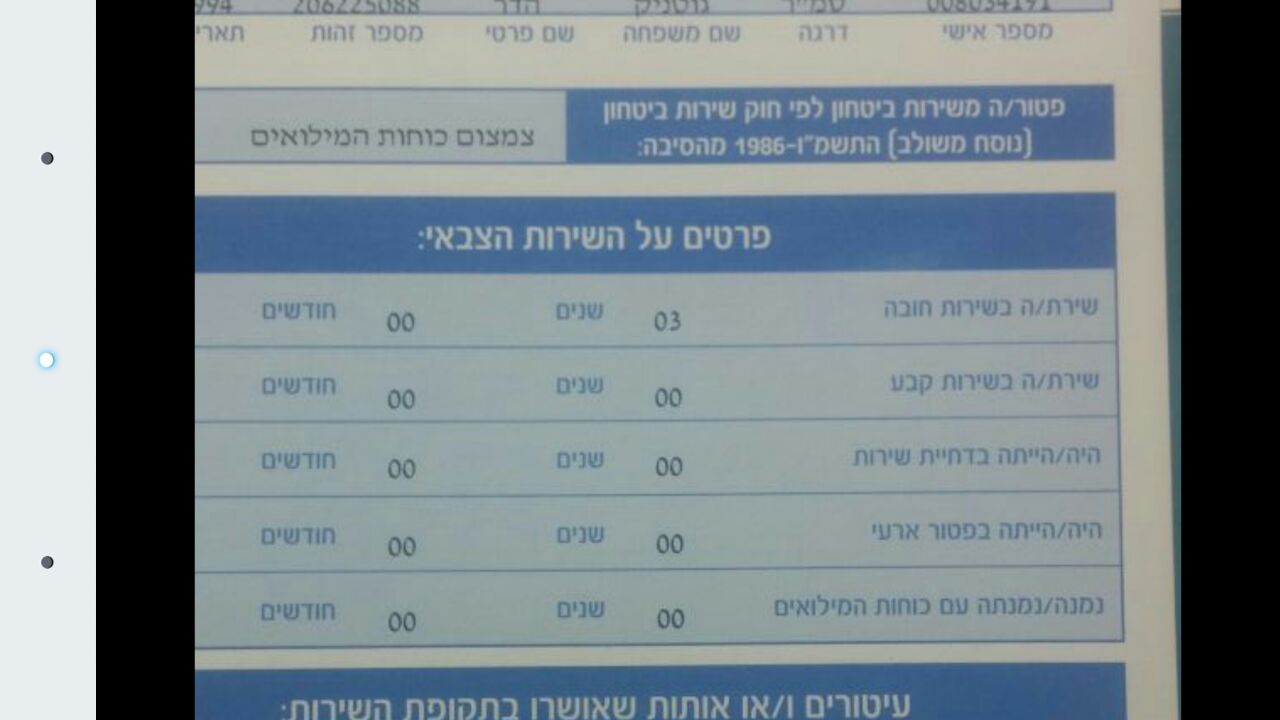 008034191 סמ״ר גוטניק הדר 206225088 994
מספר אישי דרגה שם משפחה שם פרטי מספר זהות תארי
פטור/ה משירות ביטחון לפי חוק שירות ביטחון
(נוסח משולב) התשמ״ו-1986 מהסיבה:
צמצום כוחות המילואים
פרטים על השירות הצבאי:
שירת/ה בשירות חובה 03 שנים 00 חודשים
שירת/ה בשירות קבע 00 שנים 00 חודשים
היה/הייתה בדחיית שירות 00 שנים 00 חודשים
היה/הייתה בפטור ארעי 00 שנים 00 חודשים
נמנה/נמנתה עם כוחות המילואים 00 שנים 00 חודשים
עיטורים ו/או אותות שאושרו בתקופת השירות: